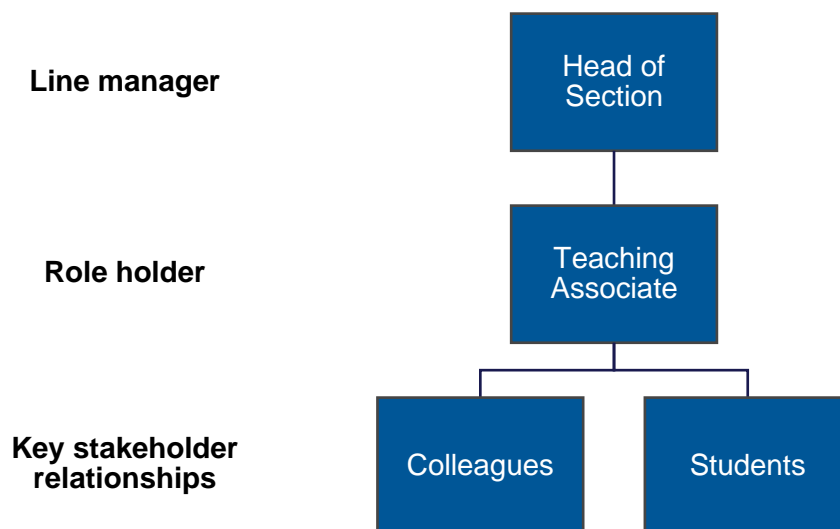 Line manager
Head of
Section
Role holder
Teaching
Associate
Key stakeholder
relationships
Colleagues
Students